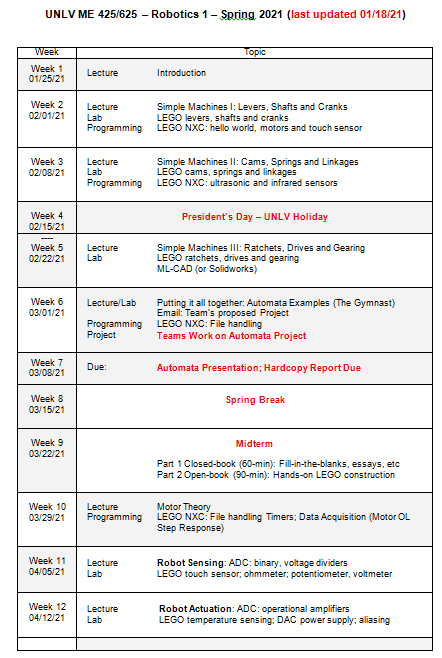 UNLV ME 425/625 – Robotics 1 – Spring 2021 (last updated 01/18/21)
Week Topic
Week 1 Lecture Introduction
01/25/21
Week 2 Lecture Simple Machines I: Levers, Shafts and Cranks
02/01/21 Lab LEGO levers, shafts and cranks
Programming LEGO NXC: hello world, motors and touch sensor
Week 3 Lecture Simple Machines II: Cams, Springs and Linkages
02/08/21 Lab LEGO cams, springs and linkages
Programming LEGO NXC: ultrasonic and infrared sensors
Week 4 President's Day – UNLV Holiday
02/15/21
Week 5 Lecture Simple Machines III: Ratchets, Drives and Gearing
02/22/21 Lab LEGO ratchets, drives and gearing
ML-CAD (or Solidworks)
Week 6 Lecture/Lab Putting it all together: Automata Examples (The Gymnast)
03/01/21 Email: Team's proposed Project
Programming LEGO NXC: File handling
Project Teams Work on Automata Project
Week 7 Due: Automata Presentation; Hardcopy Report Due
03/08/21
Week 8 Spring Break
03/15/21
Week 9 Midterm
03/22/21
Part 1 Closed-book (60-min): Fill-in-the-blanks, essays, etc
Part 2 Open-book (90-min): Hands-on LEGO construction
Week 10 Lecture Motor Theory
03/29/21 Programming LEGO NXC: File handling Timers; Data Acquisition (Motor OL
Step Response)
Week 11 Lecture Robot Sensing: ADC: binary, voltage dividers
04/05/21 Lab LEGO touch sensor; ohmmeter; potentiometer, voltmeter
Week 12 Lecture Robot Actuation: ADC: operational amplifiers
04/12/21 Lab LEGO temperature sensing; DAC power supply; aliasing